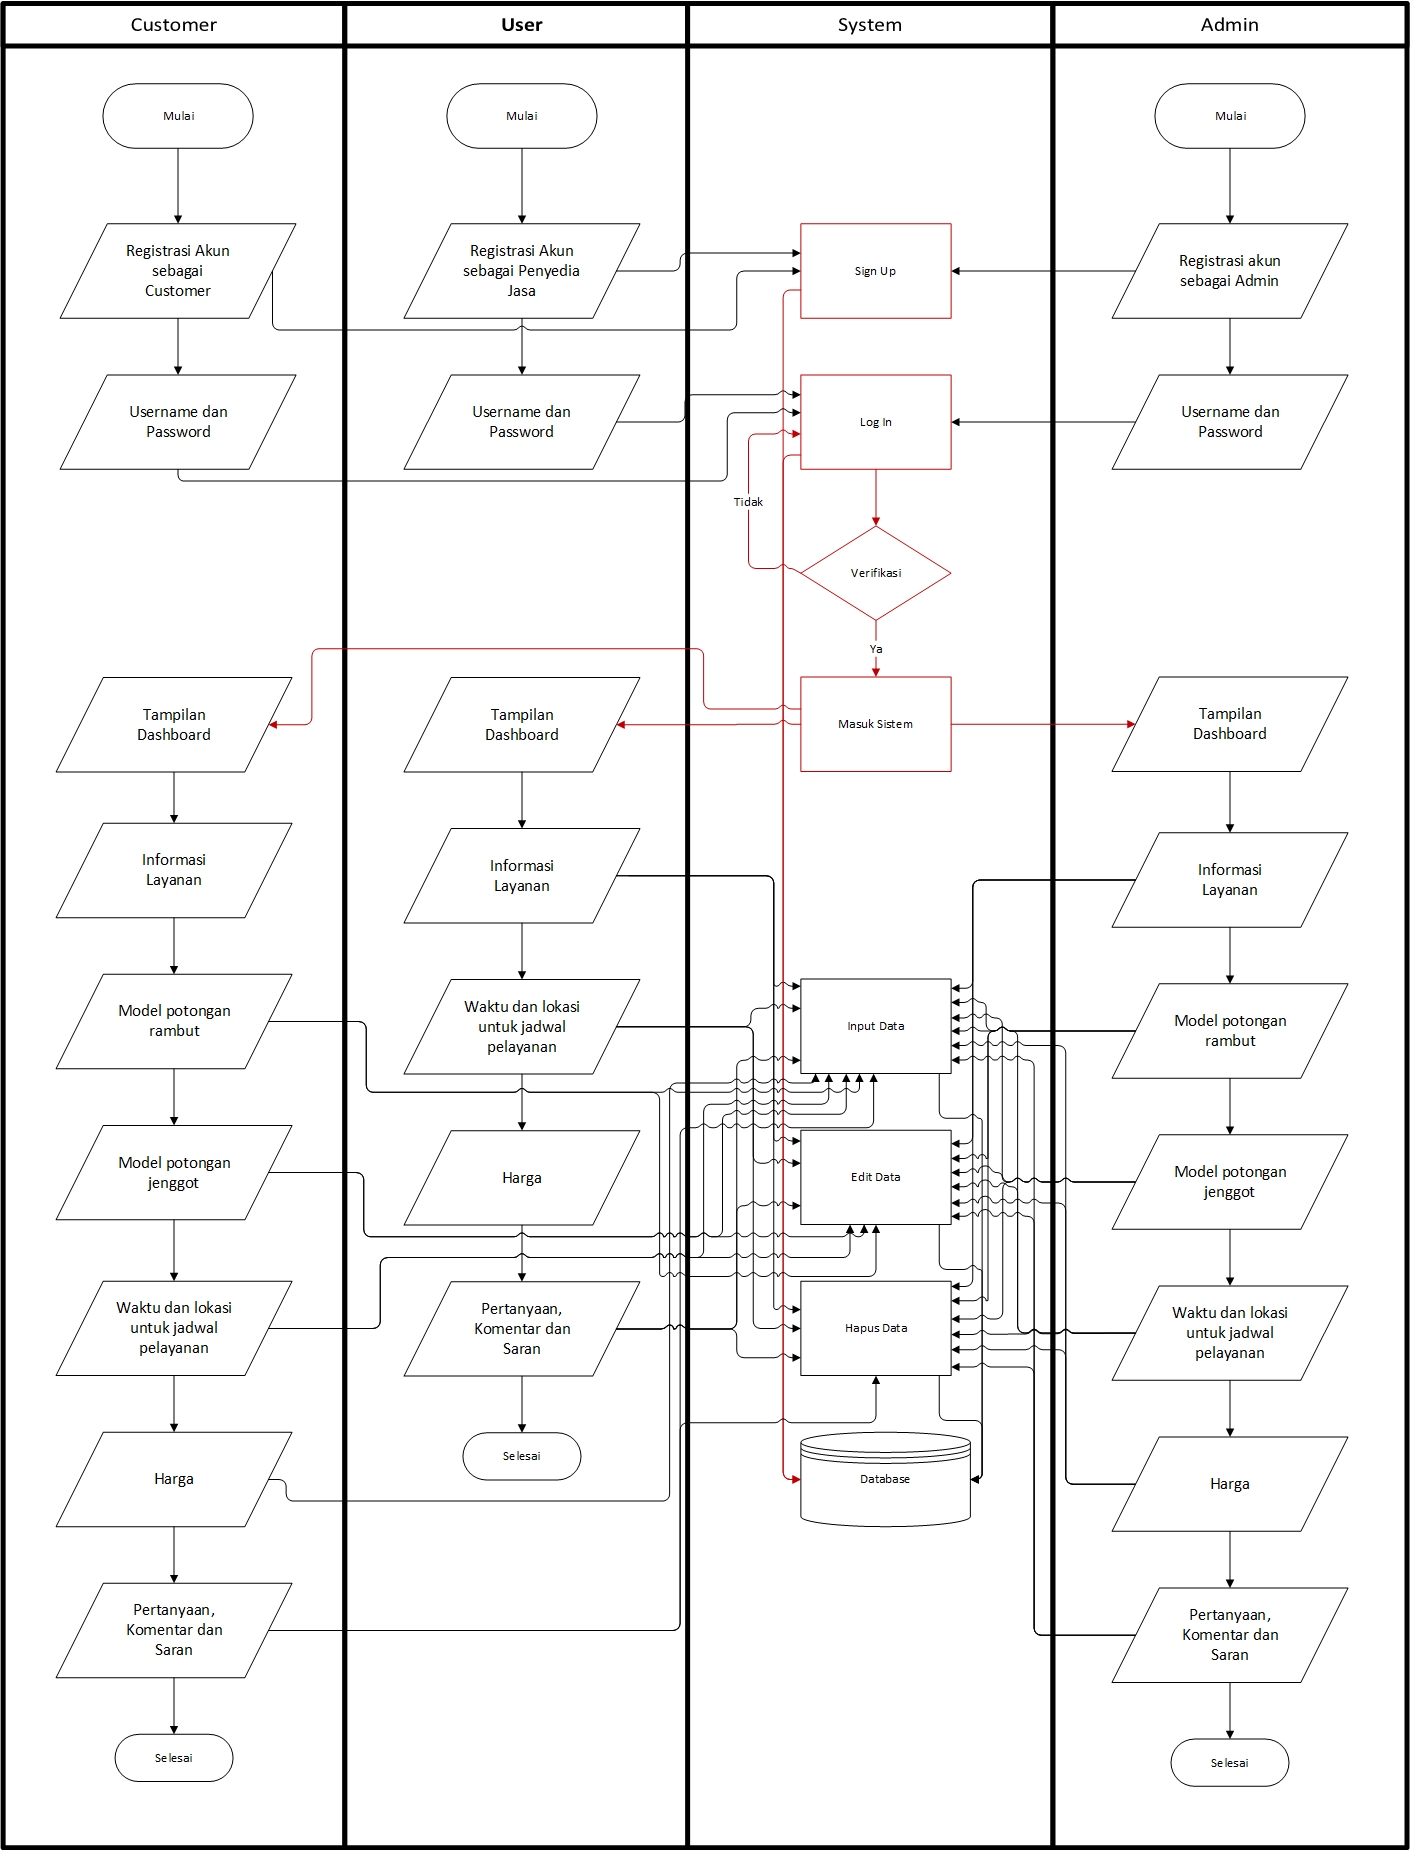 Customer
User
System
Admin
Mulai
Mulai
Mulai
Registrasi Akun
sebagai
Customer
Registrasi Akun
sebagai Penyedia
Jasa
Sign Up
Registrasi akun
sebagai Admin
Username dan
Password
Username dan
Password
Log In
Username dan
Password
Tidak
Verifikasi
Ya
Tampilan
Dashboard
Tampilan
Dashboard
Masuk Sistem
Tampilan
Dashboard
Informasi
Layanan
Informasi
Layanan
Informasi
Layanan
Model potongan
rambut
Waktu dan lokasi
untuk jadwal
pelayanan
Input Data
Model potongan
rambut
Model potongan
jenggot
Harga
Edit Data
Model potongan
jenggot
Waktu dan lokasi
untuk jadwal
pelayanan
Pertanyaan,
Komentar dan
Saran
Hapus Data
Waktu dan lokasi
untuk jadwal
pelayanan
Harga
Selesai
Database
Harga
Pertanyaan,
Komentar dan
Saran
Pertanyaan,
Komentar dan
Saran
Selesai
Selesai